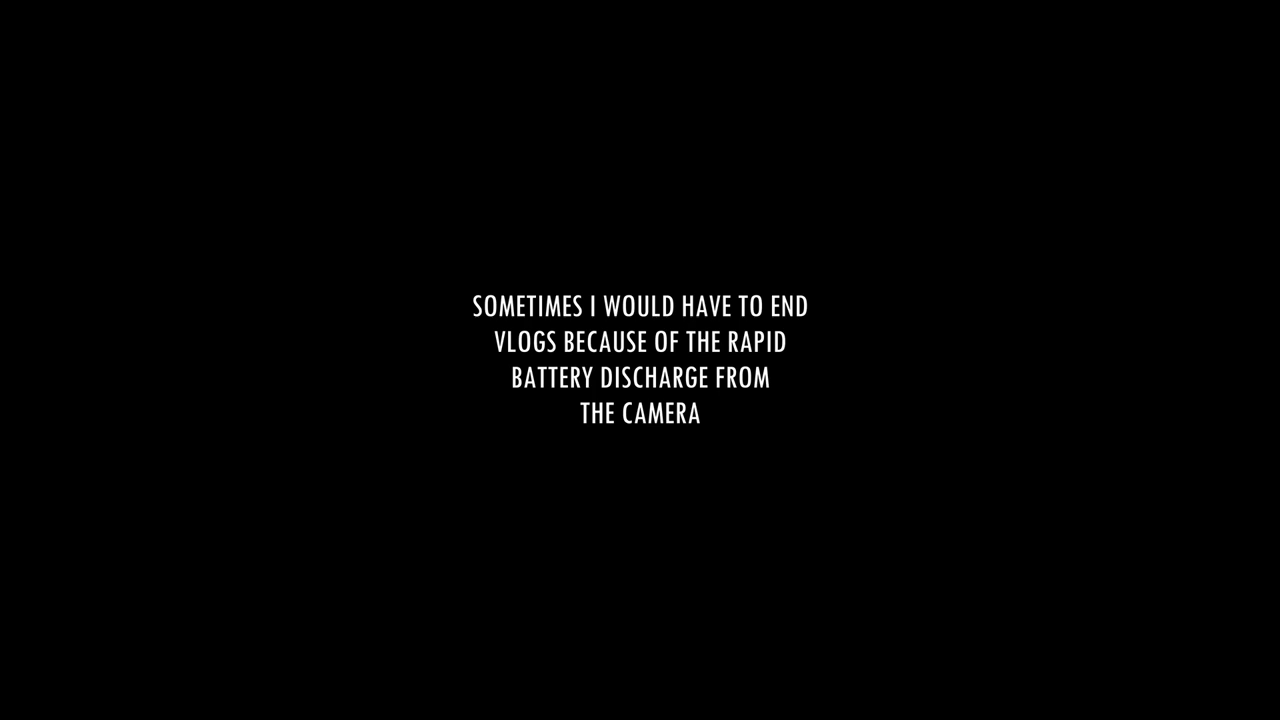 SOMETIMES I WOULD HAVE TO END
VLOGS BECAUSE OF THE RAPID
BATTERY DISCHARGE FROM
THE CAMERA